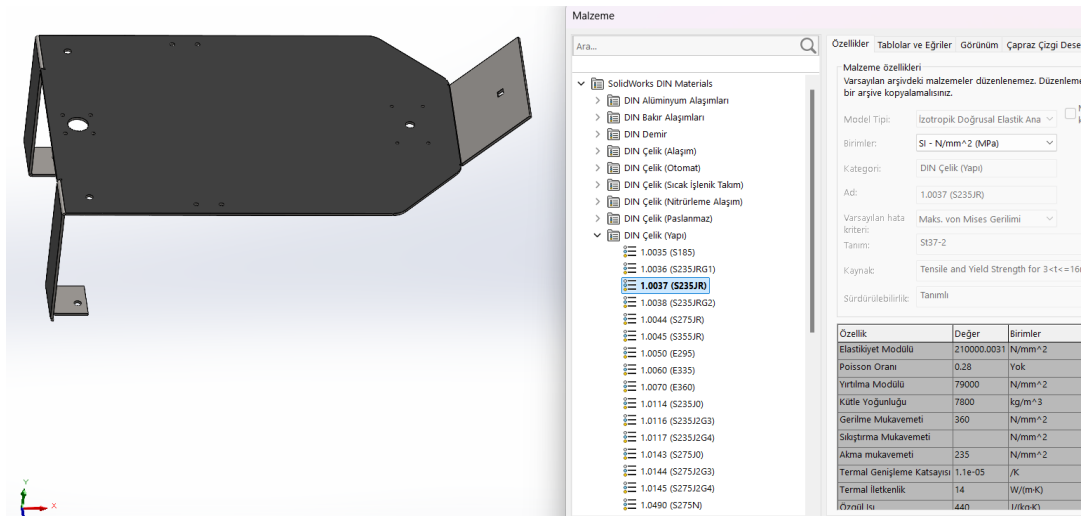 Malzeme
Ara...
SolidWorks DIN Materials
DIN Alüminyum Alaşımları
DIN Bakır Alaşımları
DIN Demir
DIN Çelik (Alaşım)
DIN Çelik (Otomat)
DIN Çelik (Sıcak İşlenik Takım)
DIN Çelik (Nitrürleme Alaşım)
DIN Çelik (Paslanmaz)
DIN Çelik (Yapı)
1.0035 (S185)
1.0036 (S235JRG1)
1.0037 (S235JR)
1.0038 (S235JRG2)
1.0044 (S275JR)
1.0045 (S355JR)
1.0050 (E295)
1.0060 (E335)
1.0070 (E360)
1.0114 (S235J0)
1.0116 (S235J2G3)
1.0117 (S235J2G4)
1.0143 (S275J0)
1.0144 (S275J2G3)
1.0145 (S275J2G4)
1.0490 (S275N)
Özellikler Tablolar ve Eğriler Görünüm Çapraz Çizgi Dese
Malzeme özellikleri
Varsayılan arşivdeki malzemeler düzenlenemez. Düzenleme
bir arşive kopyalamalısınız.
Model Tipi: İzotropik Doğrusal Elastik Ana
Birimler: SI - N/mm^2 (MPa)
Kategori: DIN Çelik (Yapı)
Ad: 1.0037 (S235JR)
Varsayılan hata kriteri: Maks. von Mises Gerilimi
Tanım: St37-2
Kaynak: Tensile and Yield Strength for 3<t<=16
Sürdürülebilirlik: Tanımlı
Özellik Değer Birimler
Elastikiyet Modülü 210000.0031 N/mm^2
Poisson Oranı 0.28 Yok
Yırtılma Modülü 79000 N/mm^2
Kütle Yoğunluğu 7800 kg/m^3
Gerilme Mukavemeti 360 N/mm^2
Sıkıştırma Mukavemeti N/mm^2
Akma mukavemeti 235 N/mm^2
Termal Genişleme Katsayısı 1.1e-05 /K
Termal İletkenlik 14 W/(m·K)
Özgül Isı 440 J/(kg·K)
Y
X